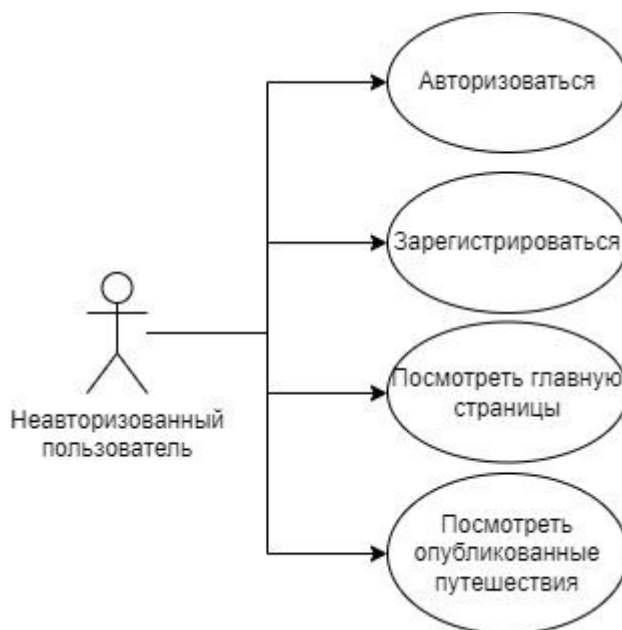 Авторизоваться
Зарегистрироваться
Неавторизованный
пользователь
Посмотреть главную
страницы
Посмотреть
опубликованные
путешествия